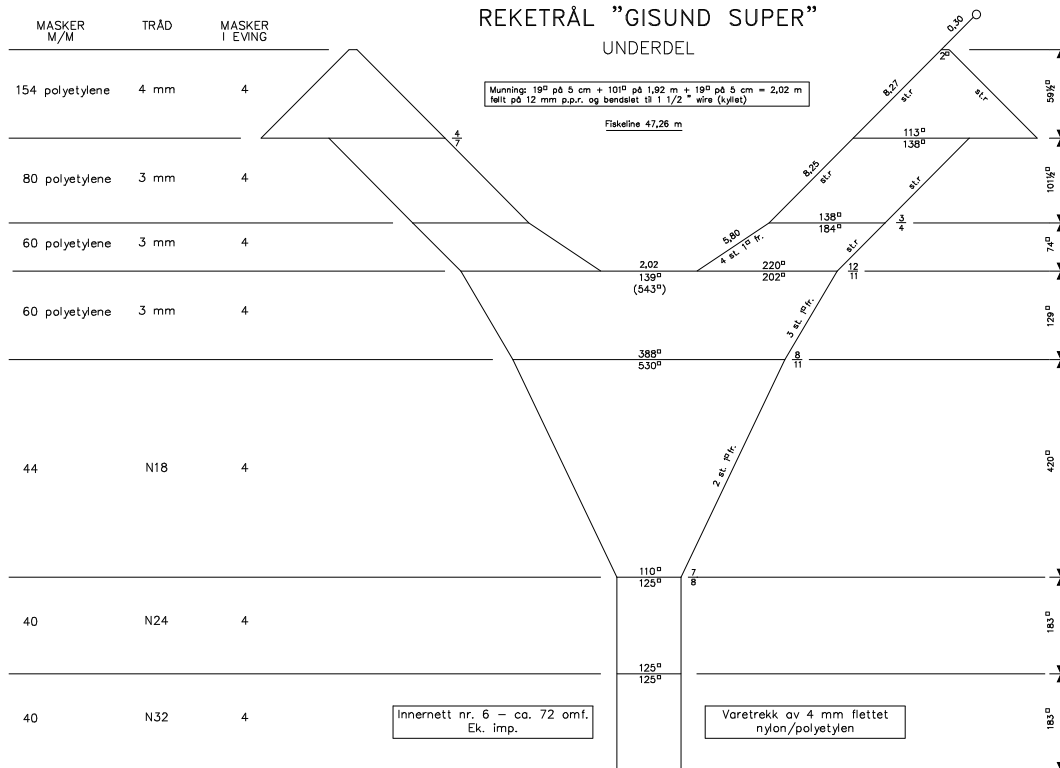 REKETRÅL "GISUND SUPER"
UNDERDEL
MASKER M/M
TRÅD
MASKER I EVING
Munning: 19¤ på 5 cm + 101¤ på 1,92 m + 19¤ på 5 cm = 2,02 m
fellt på 12 mm p.p.r. og bendslet til 1 1/2 " wire (kyllet)
Fiskeline 47,26 m
0,30
2¤
154 polyetylene 4 mm 4
8,27
str
str
59½¤
4/7
113¤
138¤
80 polyetylene 3 mm 4
8,25
str
str
101½¤
138¤
184¤
3/4
60 polyetylene 3 mm 4
5,80
4 st. 1¤ fr.
str
74¤
2,02
139¤
(543¤)
220¤
202¤
12/11
60 polyetylene 3 mm 4
3 st. 1¤fr.
129¤
388¤
530¤
8/11
44 N18 4
2 st. 1¤fr.
420¤
110¤
125¤
7/8
40 N24 4
183¤
125¤
125¤
40 N32 4
183¤
Innernett nr. 6 – ca. 72 omf.
Ek. imp.
Varetrekk av 4 mm flettet
nylon/polyetylen